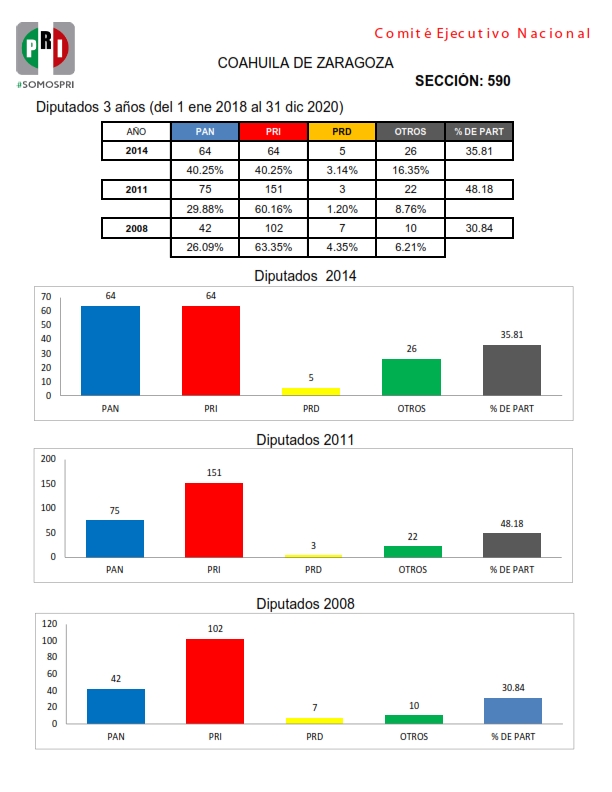 Comité Ejecutivo Nacional
PRI
#SOMOSPRI
COAHUILA DE ZARAGOZA
SECCIÓN: 590
Diputados 3 años (del 1 ene 2018 al 31 dic 2020)
AÑO PAN PRI PRD OTROS % DE PART
2014 64 64 5 26 35.81
40.25% 40.25% 3.14% 16.35%
2011 75 151 3 22 48.18
29.88% 60.16% 1.20% 8.76%
2008 42 102 7 10 30.84
26.09% 63.35% 4.35% 6.21%
Diputados 2014
70
60
50
40
30
20
10
0
64 64 5 26 35.81
PAN PRI PRD OTROS % DE PART
Diputados 2011
200
150
100
50
0
75 151 3 22 48.18
PAN PRI PRD OTROS % DE PART
Diputados 2008
120
100
80
60
40
20
0
42 102 7 10 30.84
PAN PRI PRD OTROS % DE PART